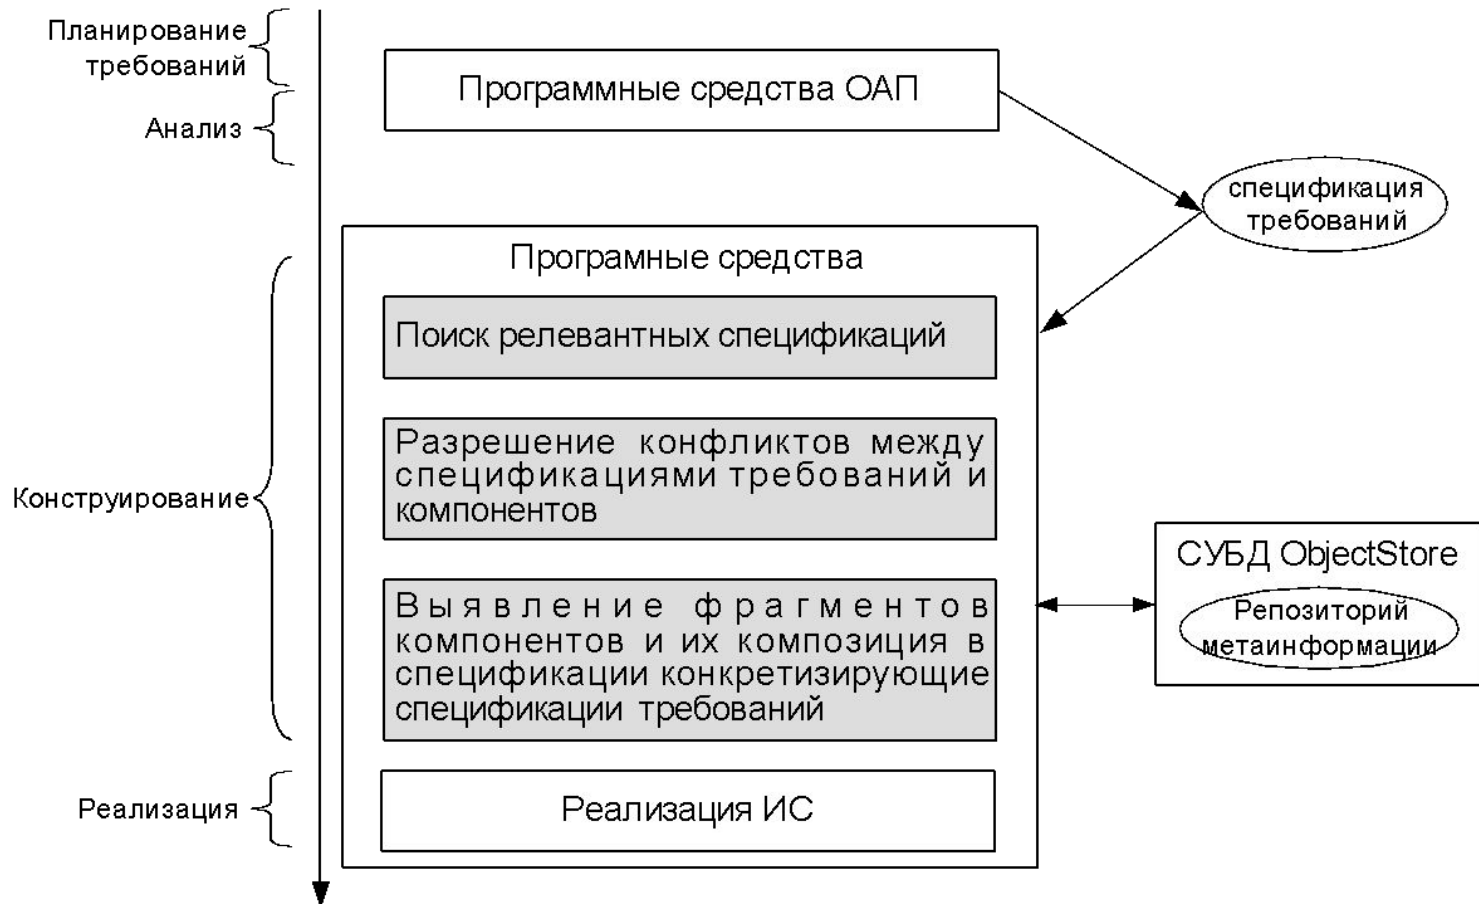 Планирование
требований
Анализ
Программные средства ОАП
спецификация
требований
Програмные средства
Поиск релевантных спецификаций
Разрешение конфликтов между
спецификациями требований и
компонентов
Выявление фрагментов
компонентов и их композиция в
спецификации конкретизирующие
спецификации требований
Конструирование
СУБД ObjectStore
Репозиторий
метаинформации
Реализация
Реализация ИС